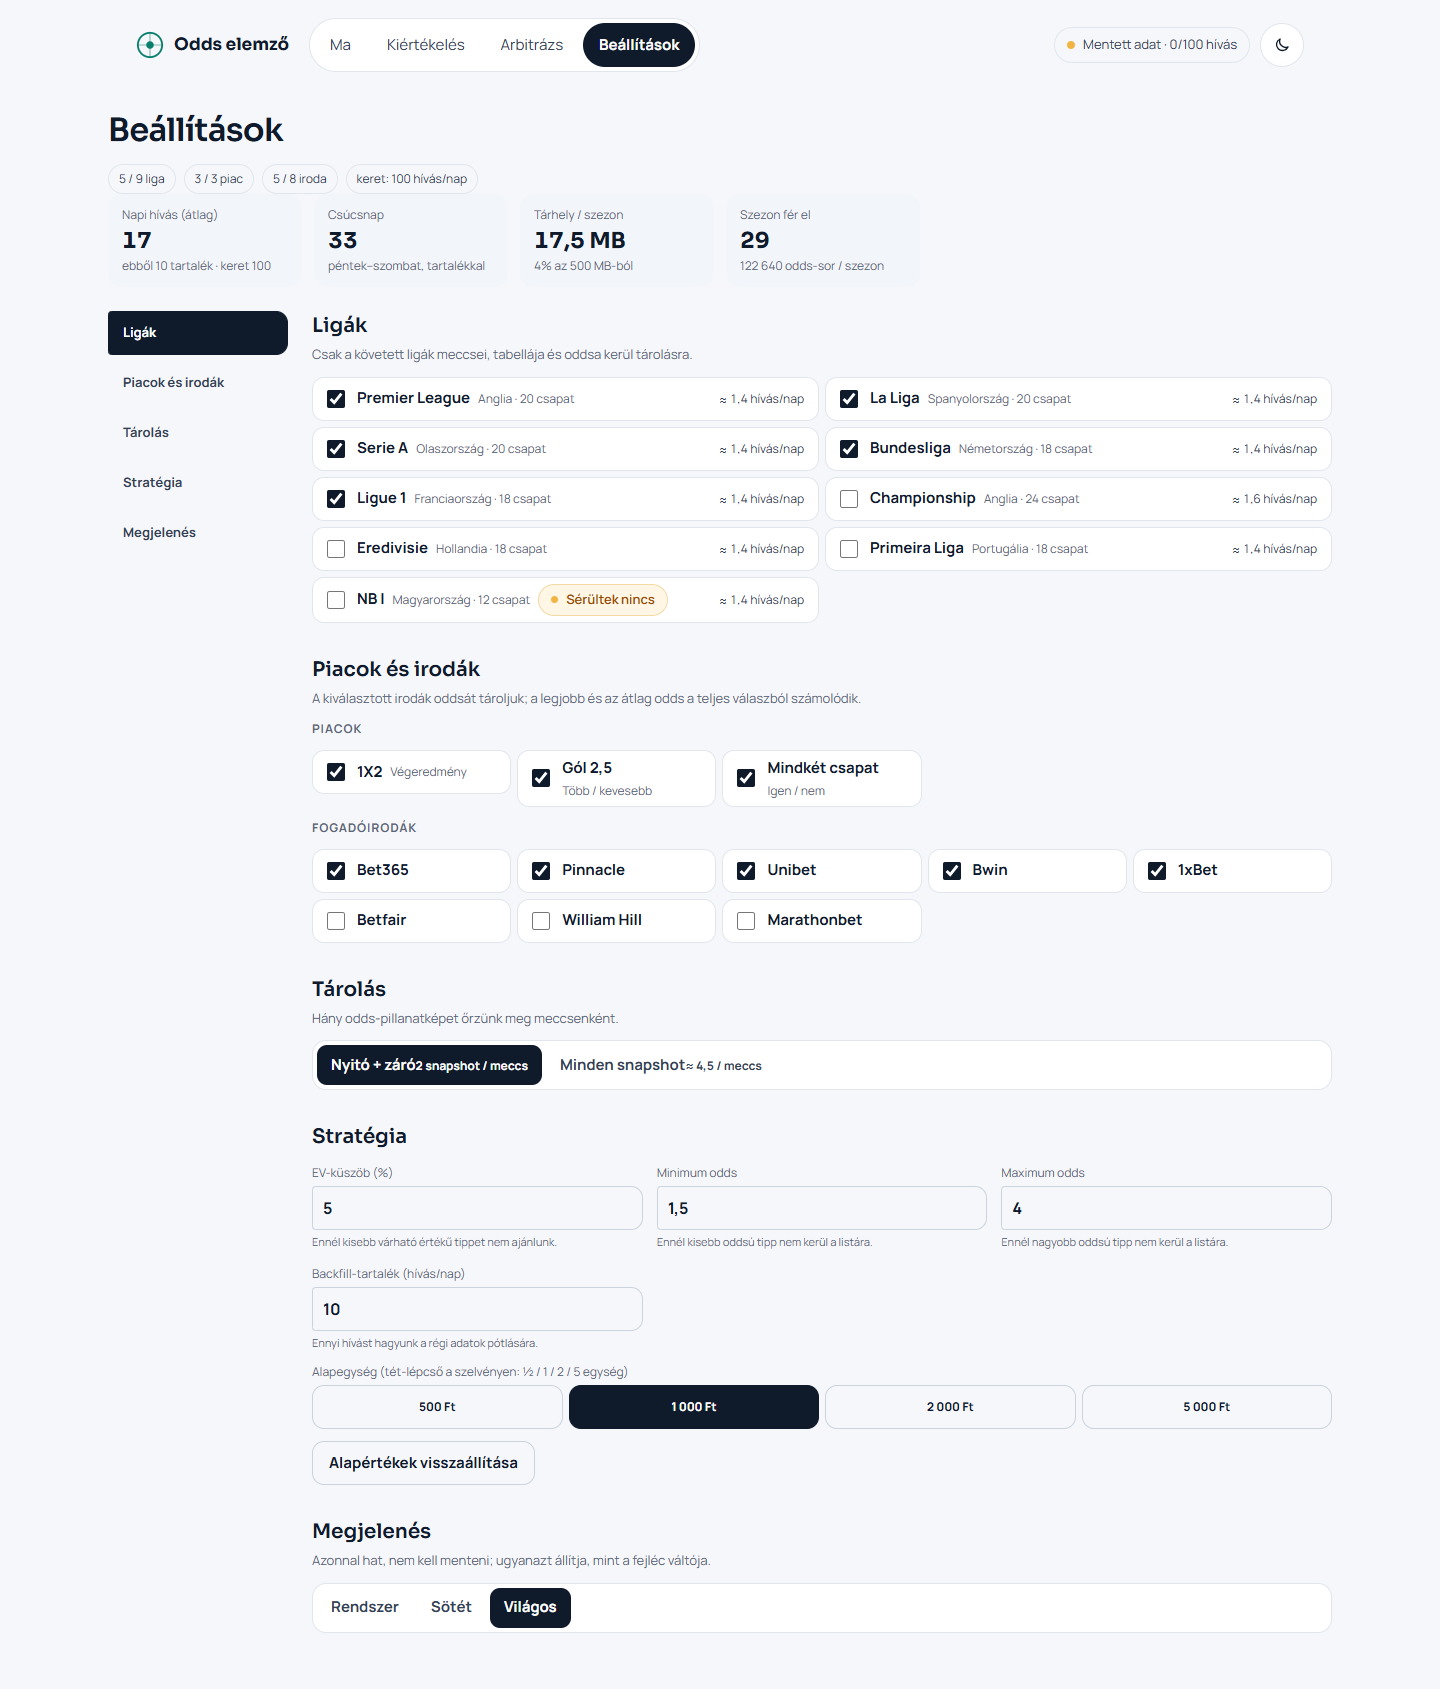 Odds elemző
Ma
Kiértékelés
Arbitrázs
Beállítások
Mentett adat · 0/100 hívás
Beállítások
5 / 9 liga
3 / 3 piac
5 / 8 iroda
keret: 100 hívás/nap
Napi hívás (átlag)
17
ebből 10 tartalék · keret 100
Csúcsnap
33
péntek–szombat, tartalékkal
Tárhely / szezon
17,5 MB
4% az 500 MB-ból
Szezon fér el
29
122 640 odds-sor / szezon
Ligák
Piacok és irodák
Tárolás
Stratégia
Megjelenés
Ligák
Csak a követett ligák meccsei, tabellája és oddsa kerül tárolásra.
Premier League Anglia · 20 csapat ≈ 1,4 hívás/nap
La Liga Spanyolország · 20 csapat ≈ 1,4 hívás/nap
Serie A Olaszország · 20 csapat ≈ 1,4 hívás/nap
Bundesliga Németország · 18 csapat ≈ 1,4 hívás/nap
Ligue 1 Franciaország · 18 csapat ≈ 1,4 hívás/nap
Championship Anglia · 24 csapat ≈ 1,6 hívás/nap
Eredivisie Hollandia · 18 csapat ≈ 1,4 hívás/nap
Primeira Liga Portugália · 18 csapat ≈ 1,4 hívás/nap
NB I Magyarország · 12 csapat Sérültek nincs ≈ 1,4 hívás/nap
Piacok és irodák
A kiválasztott irodák oddsát tároljuk; a legjobb és az átlag odds a teljes válaszból számolódik.
PIACOK
1X2 Végeredmény
Gól 2,5
Több / kevesebb
Mindkét csapat
Igen / nem
FOGADÓIRODÁK
Bet365
Pinnacle
Unibet
Bwin
1xBet
Betfair
William Hill
Marathonbet
Tárolás
Hány odds-pillanatképet őrzünk meg meccsenként.
Nyitó + záró2 snapshot / meccs
Minden snapshot≈ 4,5 / meccs
Stratégia
EV-küszöb (%)
5
Ennél kisebb várható értékű tippet nem ajánlunk.
Minimum odds
1,5
Ennél kisebb oddsú tipp nem kerül a listára.
Maximum odds
4
Ennél nagyobb oddsú tipp nem kerül a listára.
Backfill-tartalék (hívás/nap)
10
Ennyi hívást hagyunk a régi adatok pótlására.
Alapegység (tét-lépcső a szelvényen: ½ / 1 / 2 / 5 egység)
500 Ft
1 000 Ft
2 000 Ft
5 000 Ft
Alapértékek visszaállítása
Megjelenés
Azonnal hat, nem kell menteni; ugyanazt állítja, mint a fejléc váltója.
Rendszer
Sötét
Világos